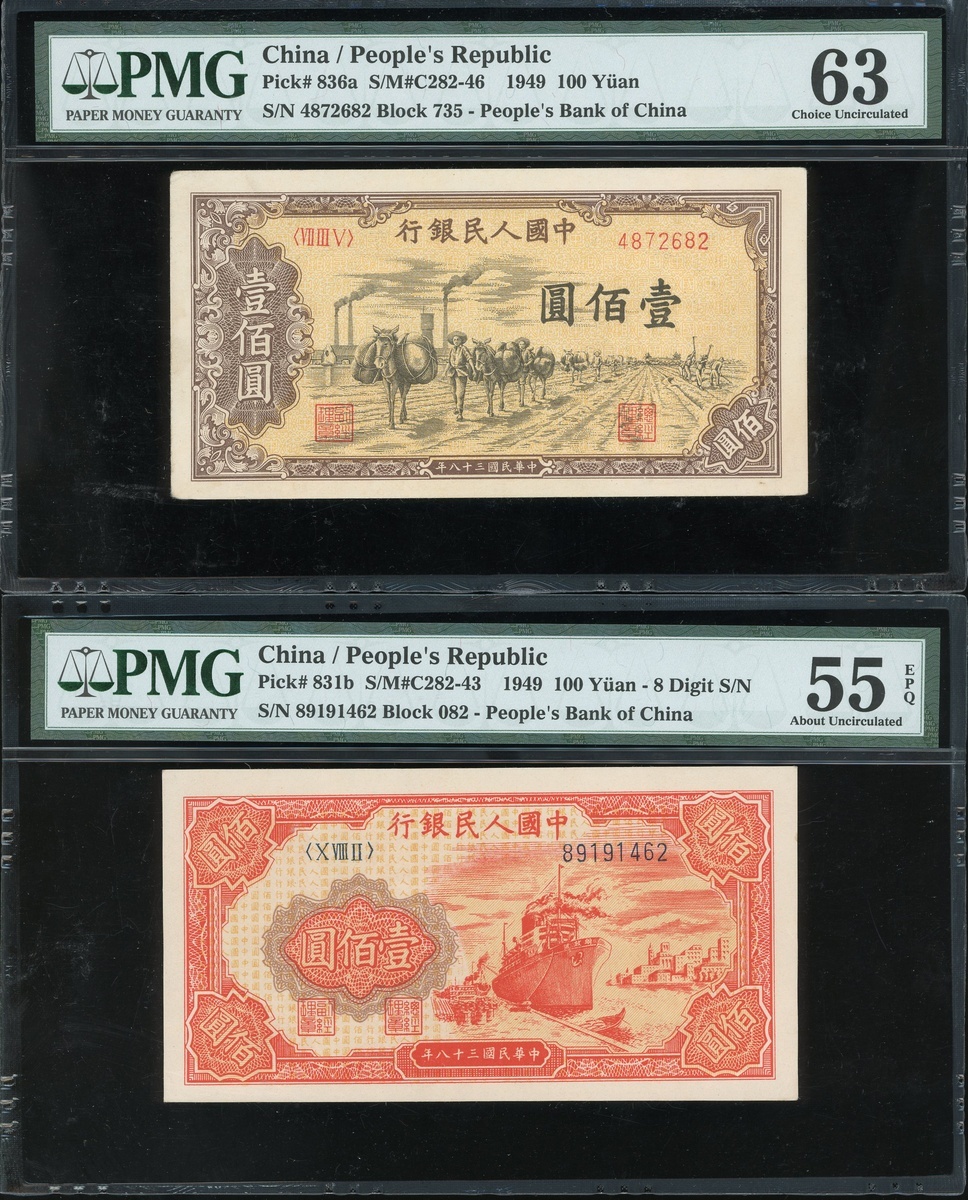 PMG
PAPER MONEY GUARANTY
China / People's Republic
Pick# 836a S/M#C282-46 1949 100 Yüan
S/N 4872682 Block 735 - People's Bank of China
63
Choice Uncirculated
行銀民人國中
〈VII III V〉
4872682
圓佰壹
壹佰圓
佰圓
年八十三國民華中
PMG
PAPER MONEY GUARANTY
China / People's Republic
Pick# 831b S/M#C282-43 1949 100 Yüan - 8 Digit S/N
S/N 89191462 Block 082 - People's Bank of China
55
EPQ
About Uncirculated
行銀民人國中
〈X VIII II〉
89191462
圓佰
圓佰
圓佰壹
圓佰
圓佰
年八十三國民華中